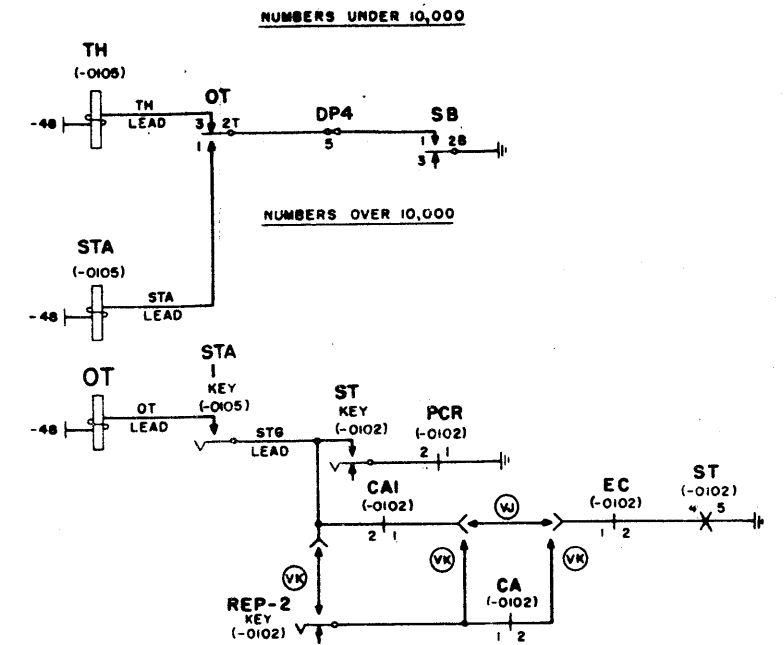 NUMBERS UNDER 10,000
TH
(-0105)
OT
DP4
SB
TH
LEAD
-48
3 2T
1
5
1 2B
3
NUMBERS OVER 10,000
STA
(-0105)
STA
LEAD
-48
STA
1
KEY
(-0105)
OT
OT
LEAD
-48
ST
KEY
(-0102)
PCR
(-0102)
STG
LEAD
2 1
CA1
(-0102)
2 1
VJ
EC
(-0102)
1 2
ST
(-0102)
4 5
VK
VK
VK
REP-2
KEY
(-0102)
CA
(-0102)
1 2